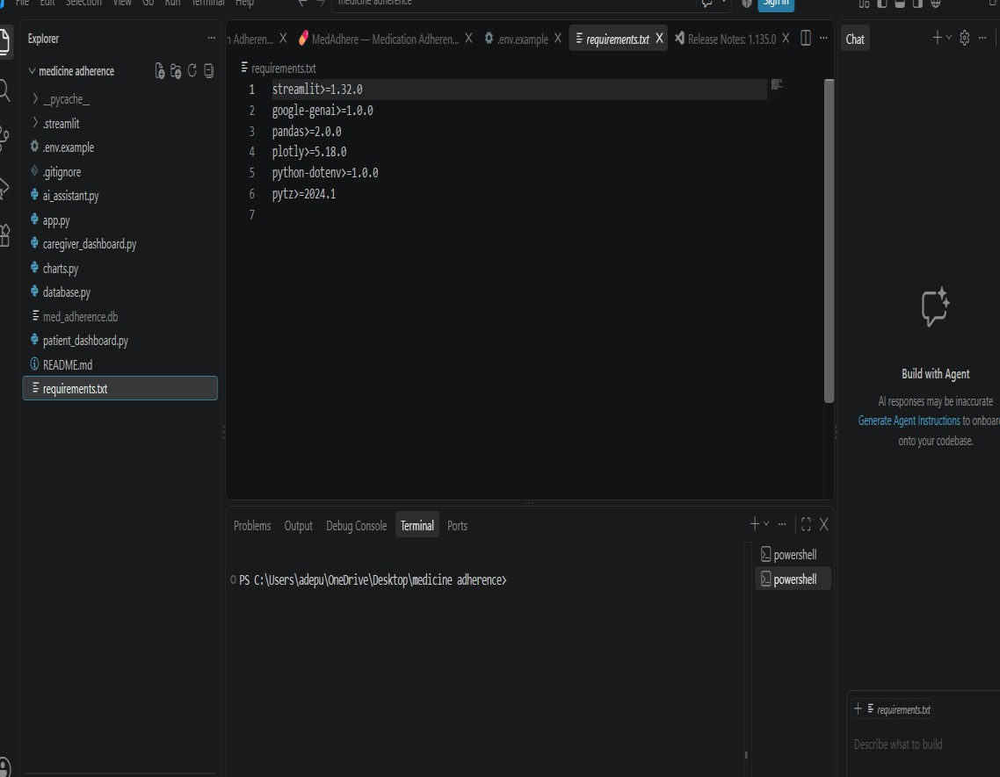 File Edit Selection View Go Run Terminal Help
medicine adherence
Sign in
Explorer
medicine adherence
__pycache__
.streamlit
.env.example
.gitignore
ai_assistant.py
app.py
caregiver_dashboard.py
charts.py
database.py
med_adherence.db
patient_dashboard.py
README.md
requirements.txt
n Adheren...
MedAdhere — Medication Adheren...
.env.example
requirements.txt
Release Notes: 1.135.0
requirements.txt
1 streamlit>=1.32.0
2 google-genai>=1.0.0
3 pandas>=2.0.0
4 plotly>=5.18.0
5 python-dotenv>=1.0.0
6 pytz>=2024.1
7
Problems Output Debug Console Terminal Ports
PS C:\Users\adepu\OneDrive\Desktop\medicine adherence>
powershell
powershell
Chat
Build with Agent
AI responses may be inaccurate
Generate Agent Instructions to onboar
onto your codebase.
requirements.txt
Describe what to build